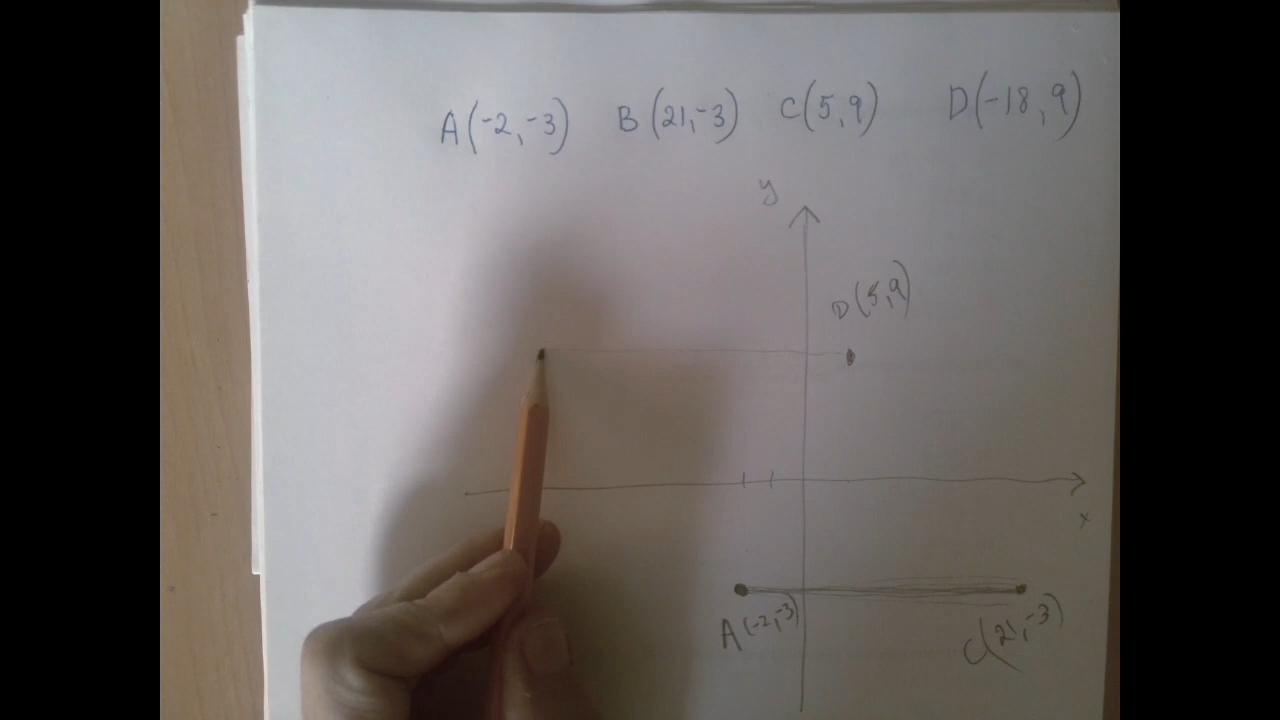 A(-2,-3) B(21,-3) C(5,9) D(-18,9)
y
D(5,9)
x
A(-2,-3) C(21,-3)